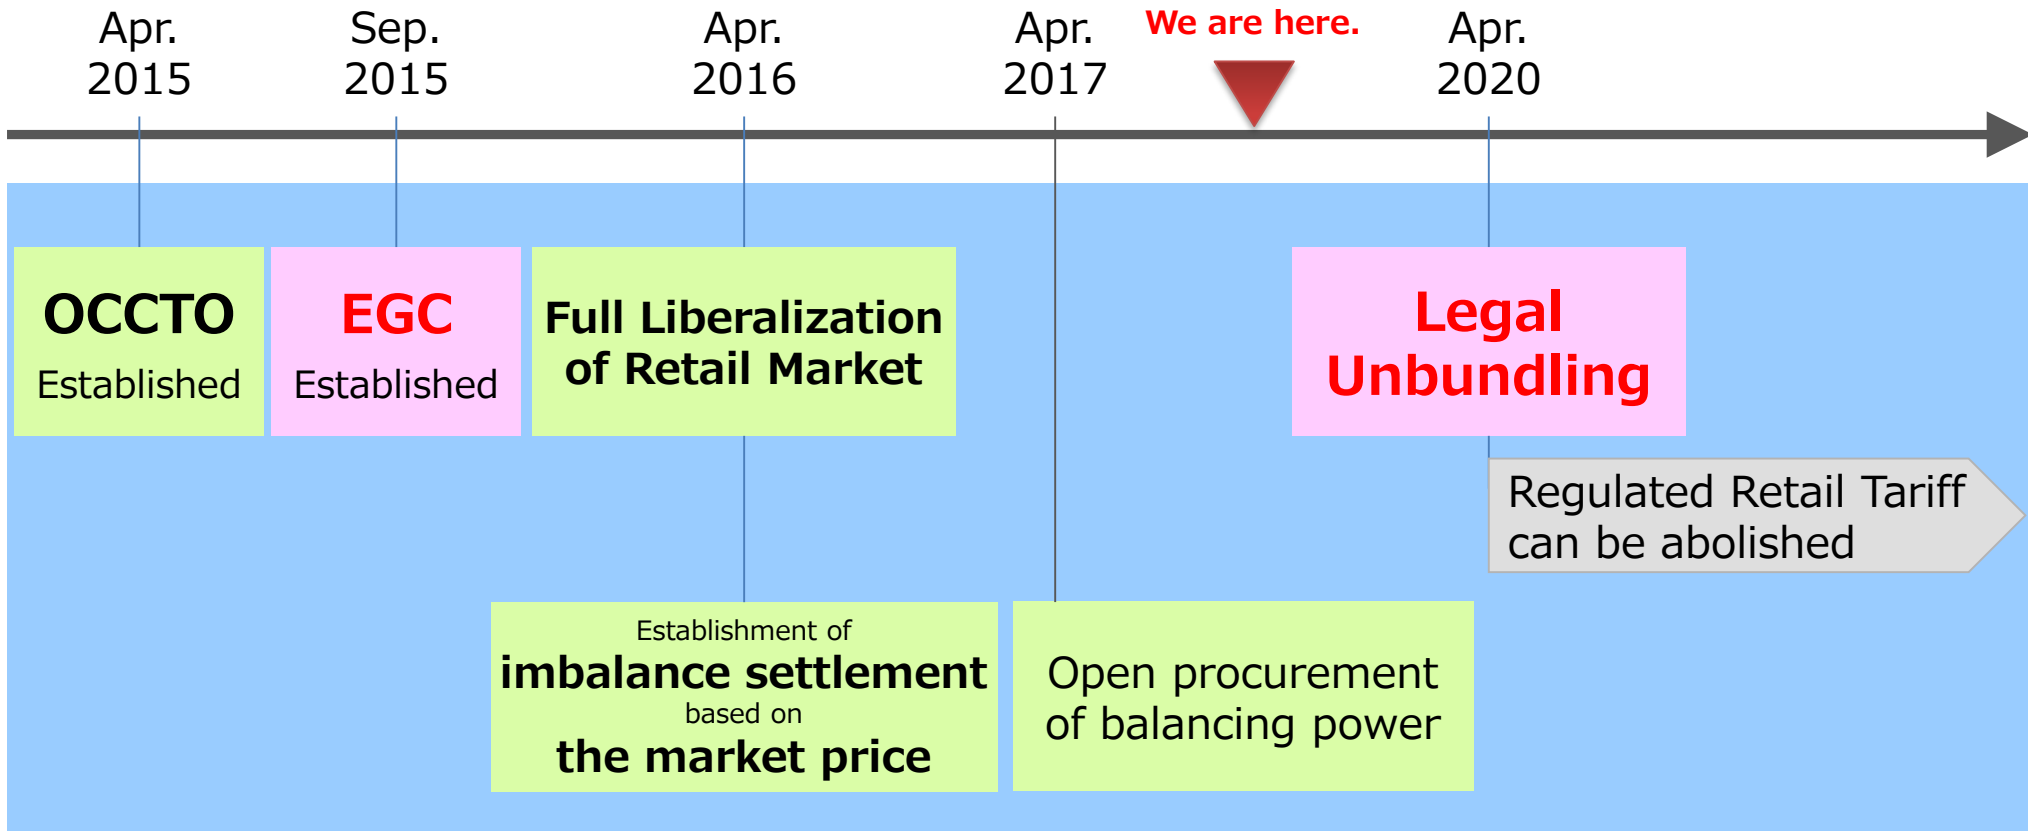 Apr.
2015
Sep.
2015
Apr.
2016
Apr.
2017
We are here.
Apr.
2020
OCCTO
Established
EGC
Established
Full Liberalization
of Retail Market
Legal
Unbundling
Regulated Retail Tariff
can be abolished
Establishment of
imbalance settlement
based on
the market price
Open procurement
of balancing power